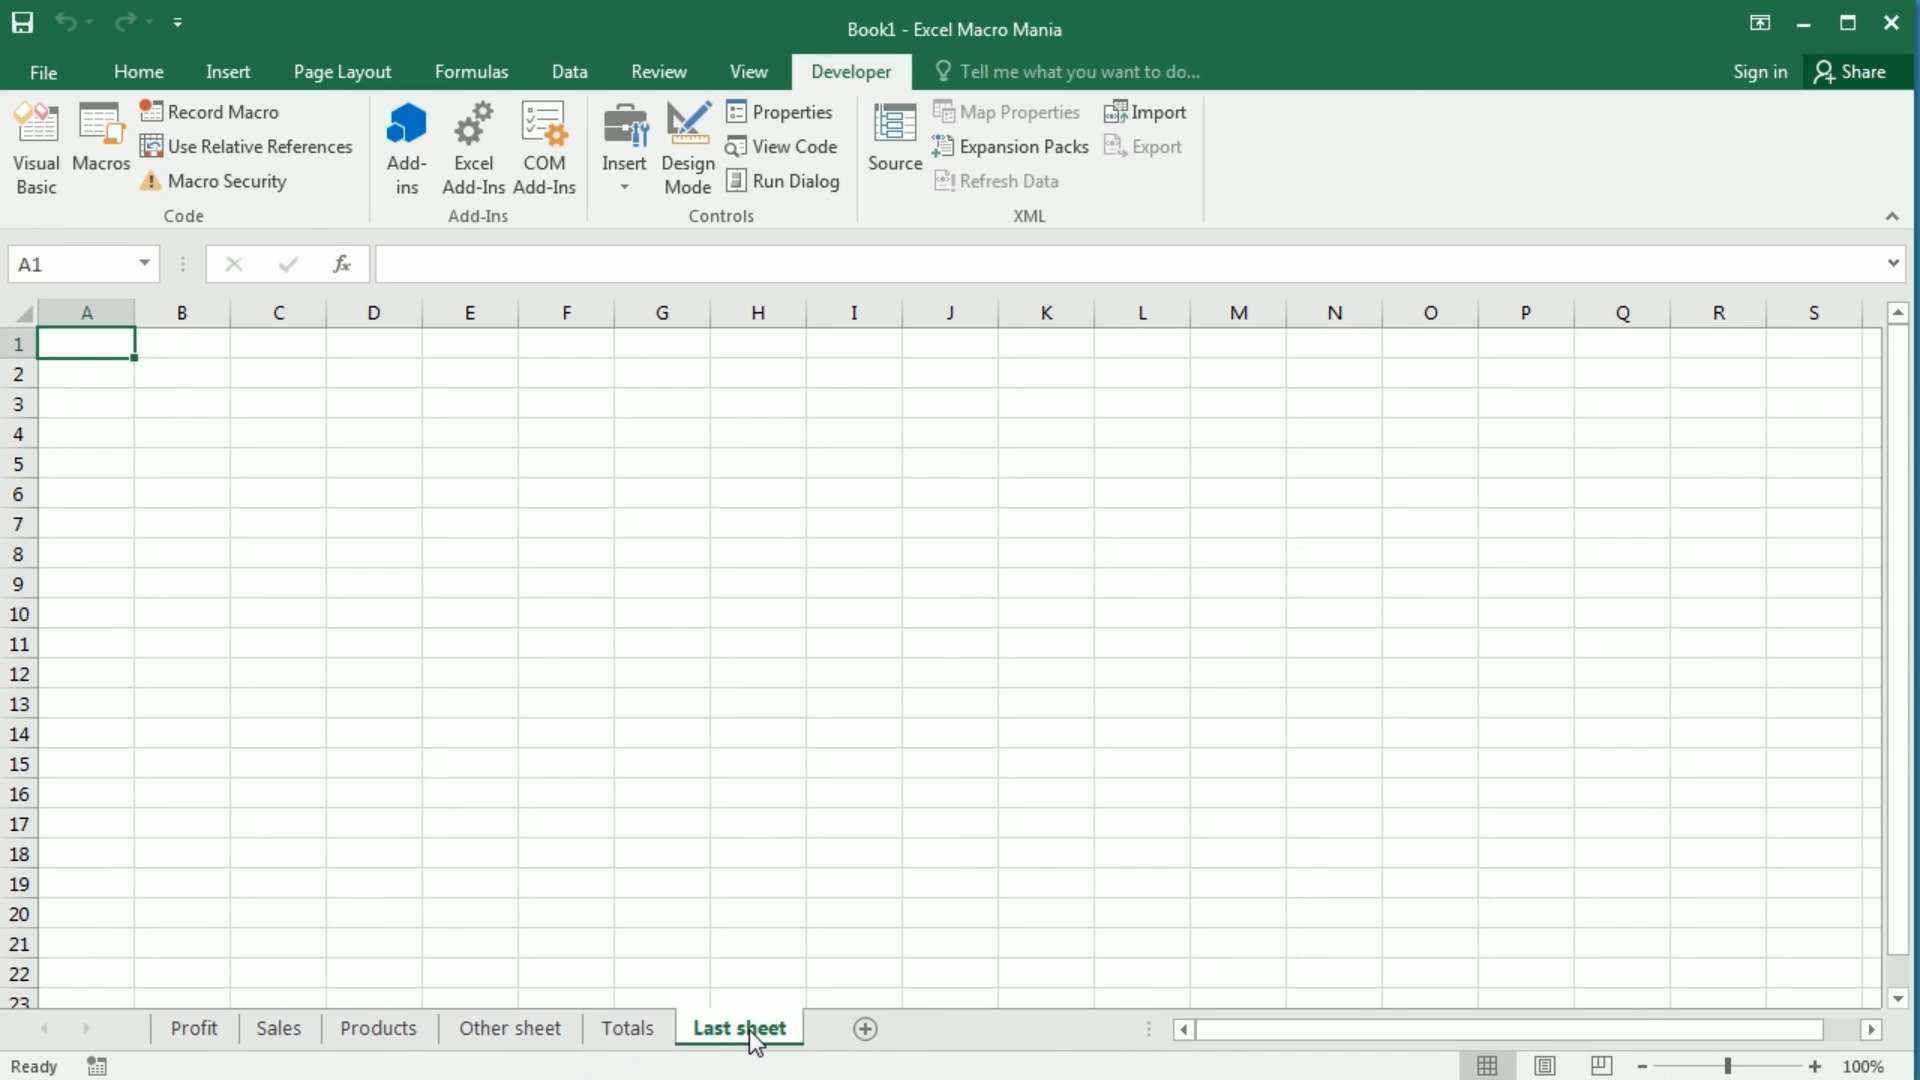 Book1 - Excel Macro Mania
File Home Insert Page Layout Formulas Data Review View Developer Tell me what you want to do... Sign in Share
Visual Basic
Macros
Record Macro
Use Relative References
Macro Security
Code
Add-ins
Excel Add-Ins
COM Add-Ins
Add-Ins
Insert
Design Mode
Properties
View Code
Run Dialog
Controls
Source
Map Properties
Expansion Packs
Refresh Data
Import
Export
XML
A1
fx
A B C D E F G H I J K L M N O P Q R S
1
2
3
4
5
6
7
8
9
10
11
12
13
14
15
16
17
18
19
20
21
22
23
Profit Sales Products Other sheet Totals Last sheet
Ready
100%